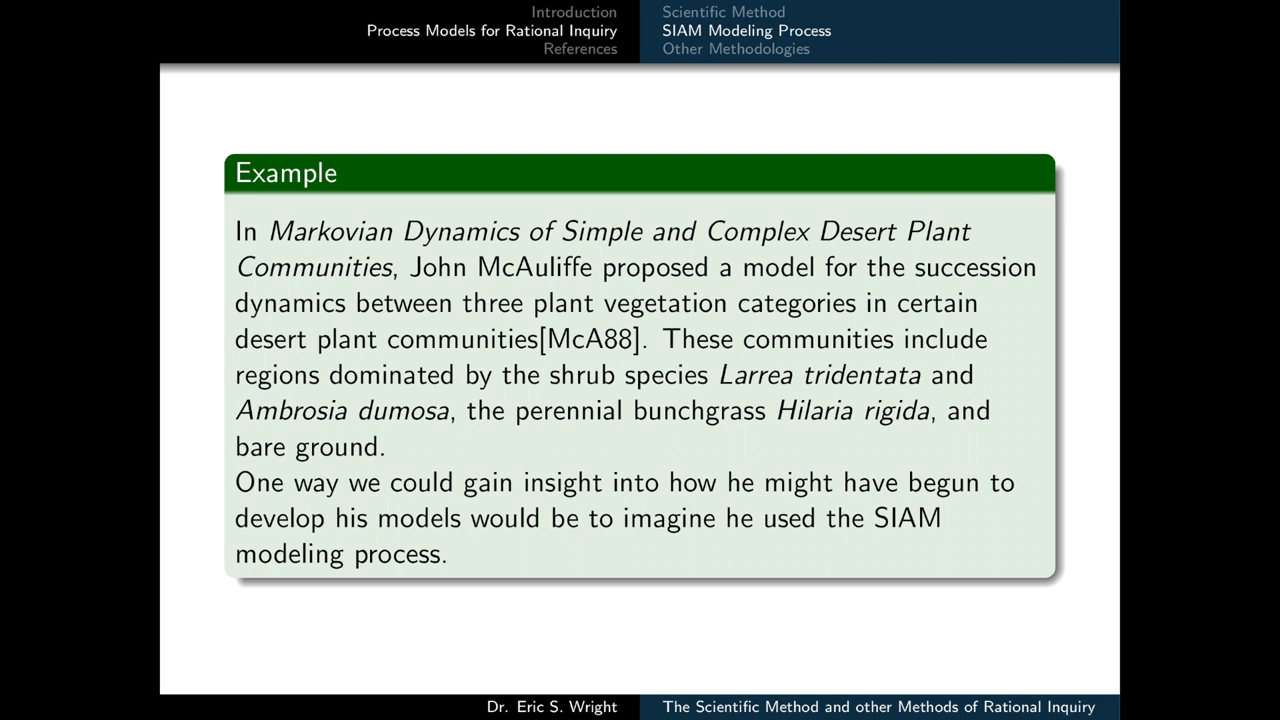 Introduction
Process Models for Rational Inquiry
References
Scientific Method
SIAM Modeling Process
Other Methodologies
Example
In Markovian Dynamics of Simple and Complex Desert Plant
Communities, John McAuliffe proposed a model for the succession
dynamics between three plant vegetation categories in certain
desert plant communities[McA88]. These communities include
regions dominated by the shrub species Larrea tridentata and
Ambrosia dumosa, the perennial bunchgrass Hilaria rigida, and
bare ground.
One way we could gain insight into how he might have begun to
develop his models would be to imagine he used the SIAM
modeling process.
Dr. Eric S. Wright
The Scientific Method and other Methods of Rational Inquiry